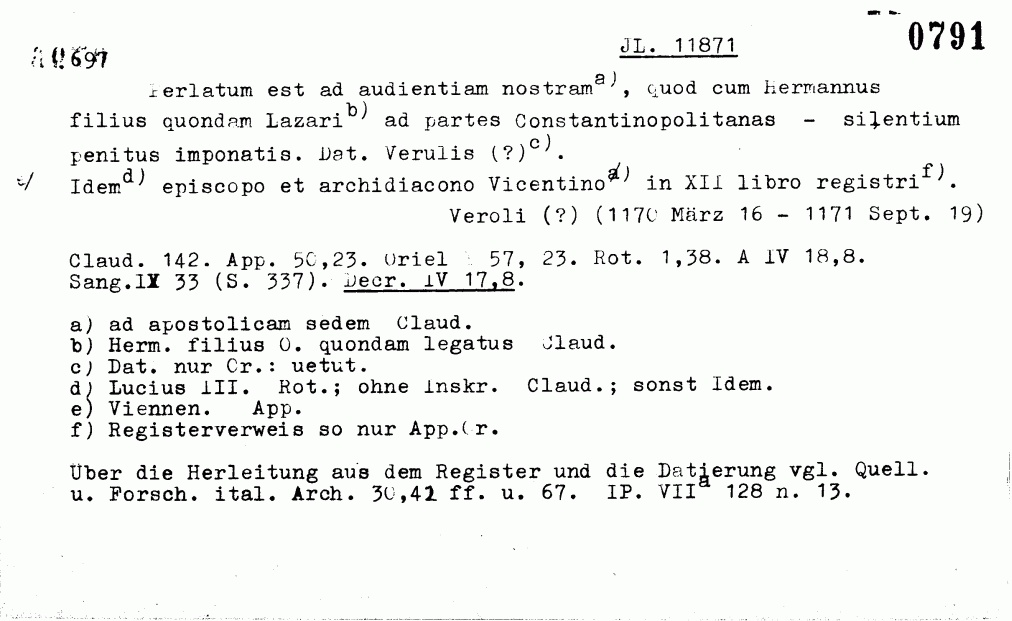 0791
697
JL. 11871
Perlatum est ad audientiam nostram a), quod cum Hermannus
filius quondam Lazari b) ad partes Constantinopolitanas - silentium
penitus imponatis. Dat. Verulis (?) c).
e/ Idem d) episcopo et archidiacono Vicentino d) in XII libro registri f).
Veroli (?) (1170 März 16 - 1171 Sept. 19)
Claud. 142. App. 50,23. Oriel 57, 23. Rot. 1,38. A IV 18,8.
Sang.IX 33 (S. 337). Decr. IV 17,8.
a) ad apostolicam sedem Claud.
b) Herm. filius O. quondam legatus Claud.
c) Dat. nur Or.: uetut.
d) Lucius III. Rot.; ohne Inskr. Claud.; sonst Idem.
e) Viennen. App.
f) Registerverweis so nur App.Or.
Über die Herleitung aus dem Register und die Datierung vgl. Quell.
u. Forsch. ital. Arch. 30,42 ff. u. 67. IP. VII a 128 n. 13.